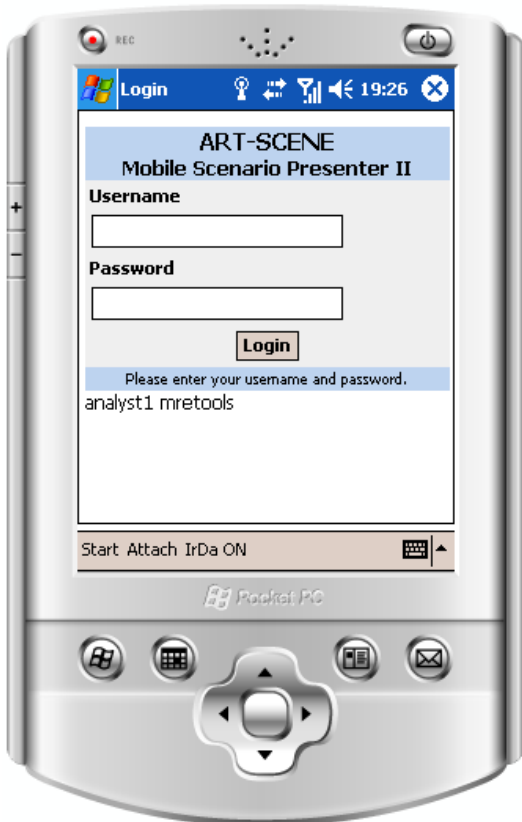 REC
Login 19:26
ART-SCENE
Mobile Scenario Presenter II
Username
Password
Login
Please enter your username and password.
analyst1 mretools
Start Attach IrDa ON
Pocket PC